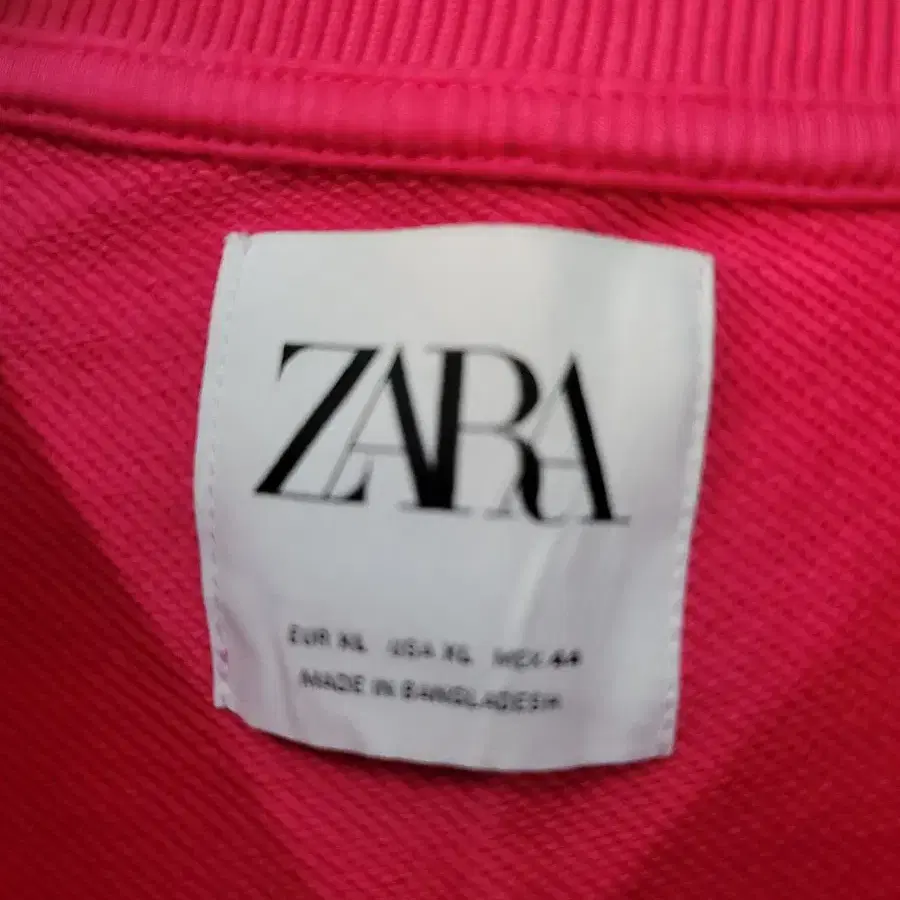 ZARA
EUR XL USA XL MEX 44
MADE IN BANGLADESH